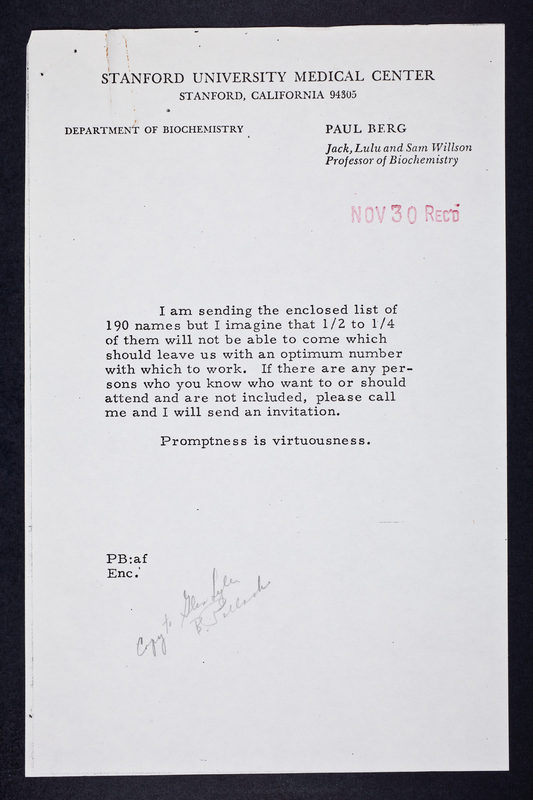 STANFORD UNIVERSITY MEDICAL CENTER
STANFORD, CALIFORNIA 94305
DEPARTMENT OF BIOCHEMISTRY
PAUL BERG
Jack, Lulu and Sam Willson
Professor of Biochemistry
NOV 30 REC'D
I am sending the enclosed list of
190 names but I imagine that 1/2 to 1/4
of them will not be able to come which
should leave us with an optimum number
with which to work. If there are any per-
sons who you know who want to or should
attend and are not included, please call
me and I will send an invitation.
Promptness is virtuousness.
PB:af
Enc.
Copy to
B.